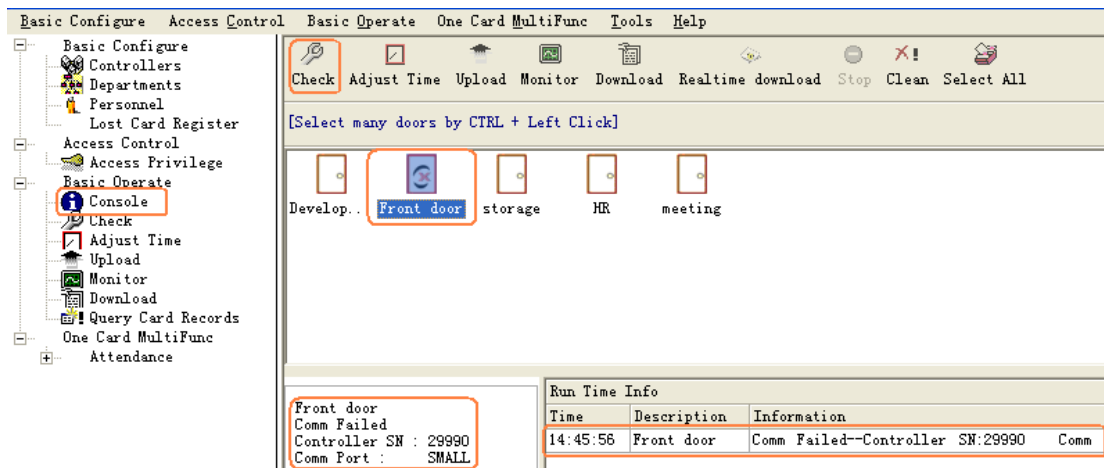 Basic Configure Access Control Basic Operate One Card MultiFunc Tools Help
Basic Configure
Controllers
Departments
Personnel
Lost Card Register
Access Control
Access Privilege
Basic Operate
Console
Check
Adjust Time
Upload
Monitor
Download
Query Card Records
One Card MultiFunc
Attendance
Check Adjust Time Upload Monitor Download Realtime download Stop Clean Select All
[Select many doors by CTRL + Left Click]
Develop.. Front door storage HR meeting
Front door
Comm Failed
Controller SN : 29990
Comm Port : SMALL
Run Time Info
Time Description Information
14:45:56 Front door Comm Failed--Controller SN:29990 Comm